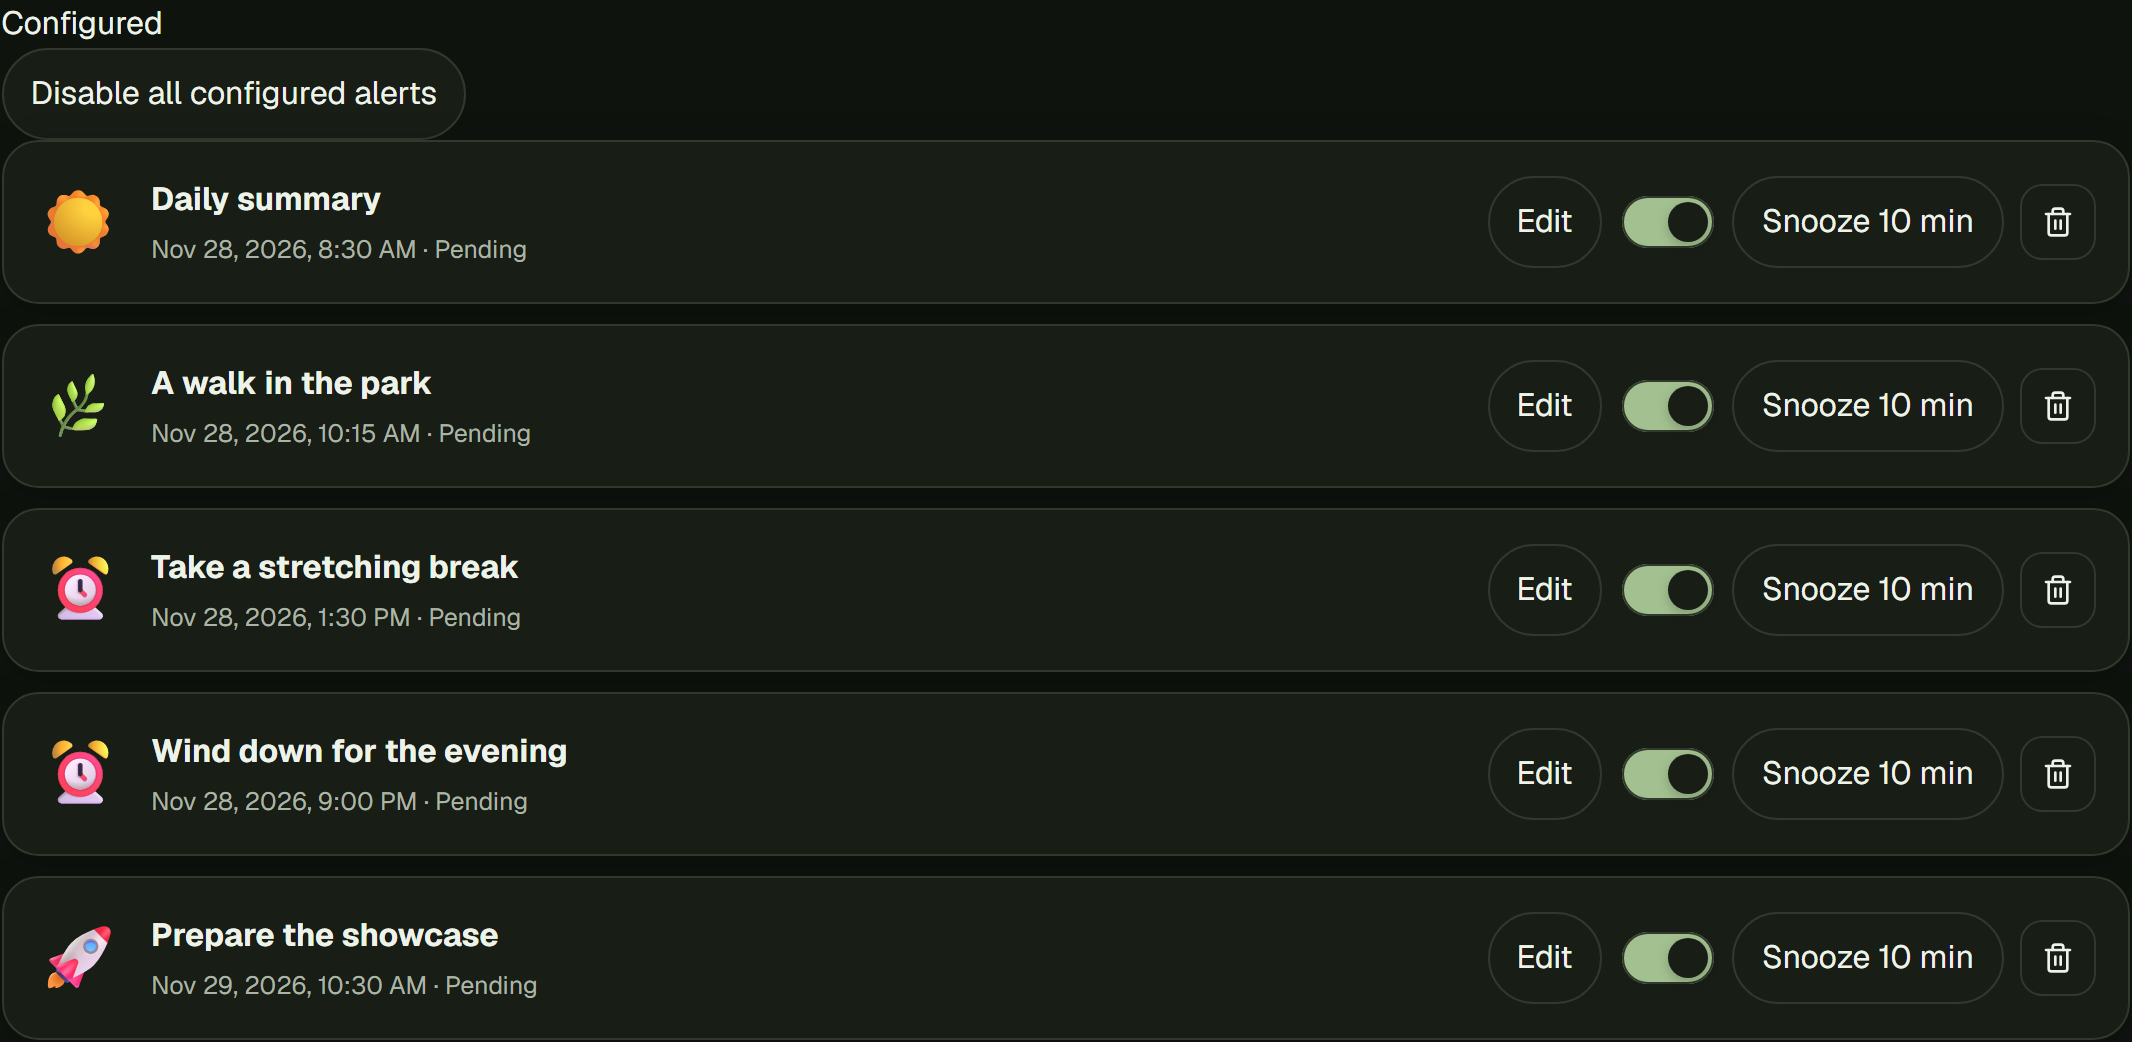 Configured
Disable all configured alerts
Daily summary
Nov 28, 2026, 8:30 AM · Pending
Edit
Snooze 10 min
A walk in the park
Nov 28, 2026, 10:15 AM · Pending
Edit
Snooze 10 min
Take a stretching break
Nov 28, 2026, 1:30 PM · Pending
Edit
Snooze 10 min
Wind down for the evening
Nov 28, 2026, 9:00 PM · Pending
Edit
Snooze 10 min
Prepare the showcase
Nov 29, 2026, 10:30 AM · Pending
Edit
Snooze 10 min